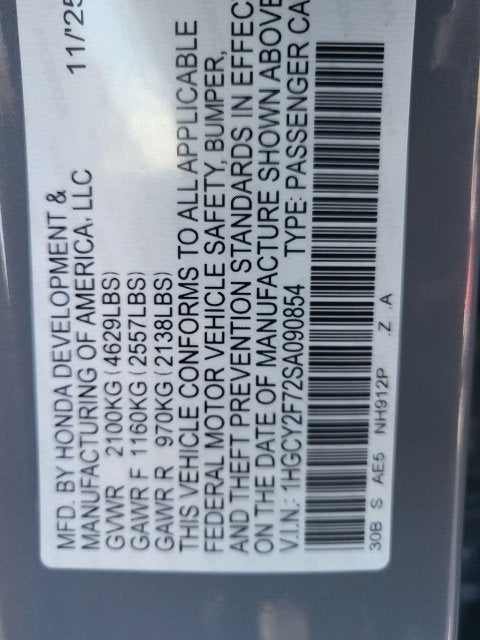 MFD. BY HONDA DEVELOPMENT & 11/'25
MANUFACTURING OF AMERICA, LLC
GVWR 2100KG (4629LBS)
GAWR F 1160KG (2557LBS)
GAWR R 970KG (2138LBS)
THIS VEHICLE CONFORMS TO ALL APPLICABLE
FEDERAL MOTOR VEHICLE SAFETY, BUMPER,
AND THEFT PREVENTION STANDARDS IN EFFEC
ON THE DATE OF MANUFACTURE SHOWN ABOVE
V.I.N.: 1HGCY2F72SA090854 TYPE: PASSENGER CA
30B S AE5 NH912P .Z .A